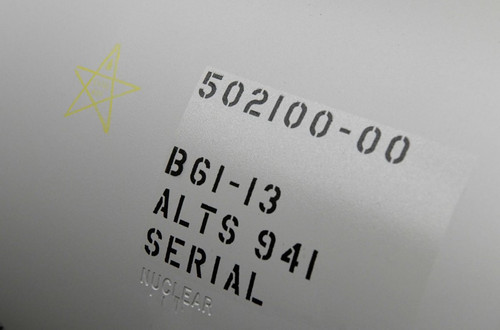 502100-00
B61-13
ALTS 941
SERIAL
NUCLEAR